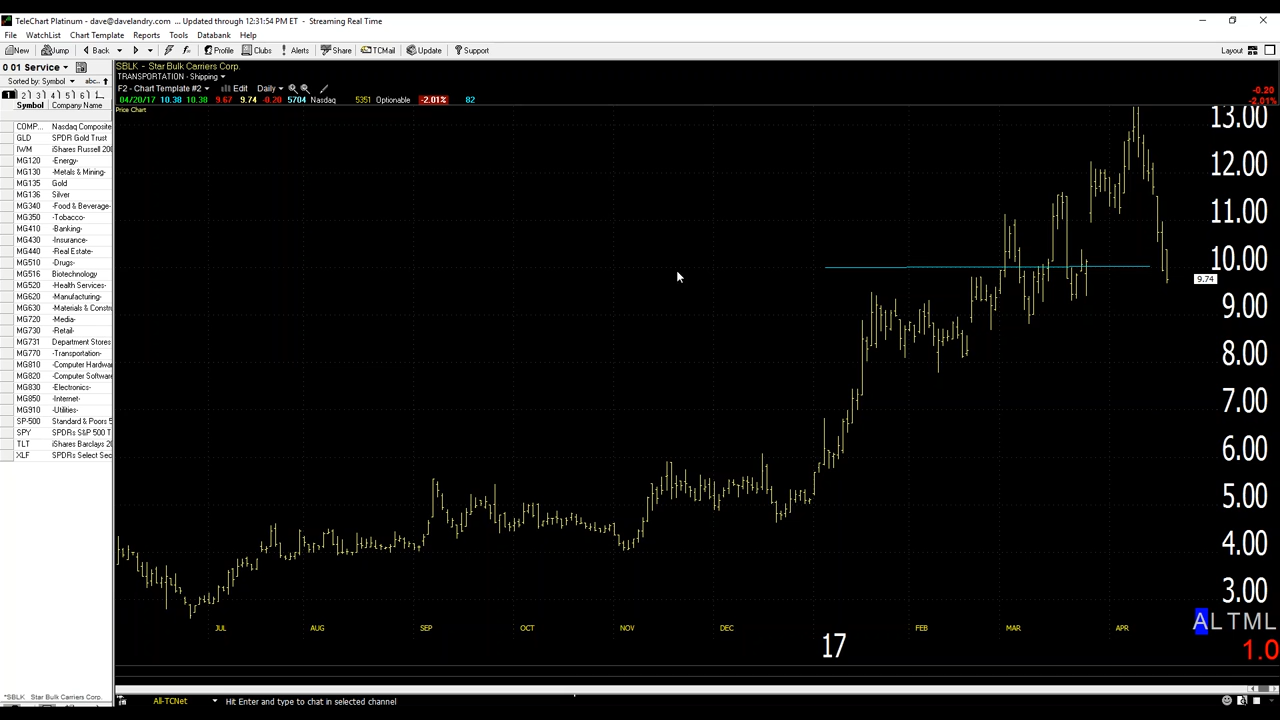 TeleChart Platinum - dave@davelandry.com ... Updated through 12:31:54 PM ET - Streaming Real Time
File WatchList Chart Template Reports Tools Databank Help
New Jump Back Profile Clubs Alerts Share TCMail Update Support Layout
0 01 Service
Sorted by: Symbol abc..
1 2 3 4 5 6
Symbol Company Name
COMP... Nasdaq Composite
GLD SPDR Gold Trust
IWM iShares Russell 200
MG120 -Energy-
MG130 -Metals & Mining-
MG135 Gold
MG136 Silver
MG340 -Food & Beverage-
MG350 -Tobacco-
MG410 -Banking-
MG430 -Insurance-
MG440 -Real Estate-
MG510 -Drugs-
MG516 Biotechnology
MG520 -Health Services-
MG620 -Manufacturing-
MG630 -Materials & Constru
MG720 -Media-
MG730 -Retail-
MG731 Department Stores
MG770 -Transportation-
MG810 -Computer Hardwa
MG820 -Computer Softwa
MG830 -Electronics-
MG850 -Internet-
MG910 -Utilities-
SP-500 Standard & Poors 5
SPY SPDRs S&P 500 T
TLT iShares Barclays 20
XLF SPDRs Select Sec
*SBLK Star Bulk Carriers Corp.
SBLK - Star Bulk Carriers Corp.
TRANSPORTATION - Shipping
F2 - Chart Template #2 Edit Daily
04/20/17 10.38 10.38 9.67 9.74 -0.20 5704 Nasdaq 5351 Optionable -2.01% 82
-0.20
-2.01%
Price Chart
13.00
12.00
11.00
10.00
9.74
9.00
8.00
7.00
6.00
5.00
4.00
3.00
JUL AUG SEP OCT NOV DEC 17 FEB MAR APR
ALTML
1.0
All-TCNet Hit Enter and type to chat in selected channel